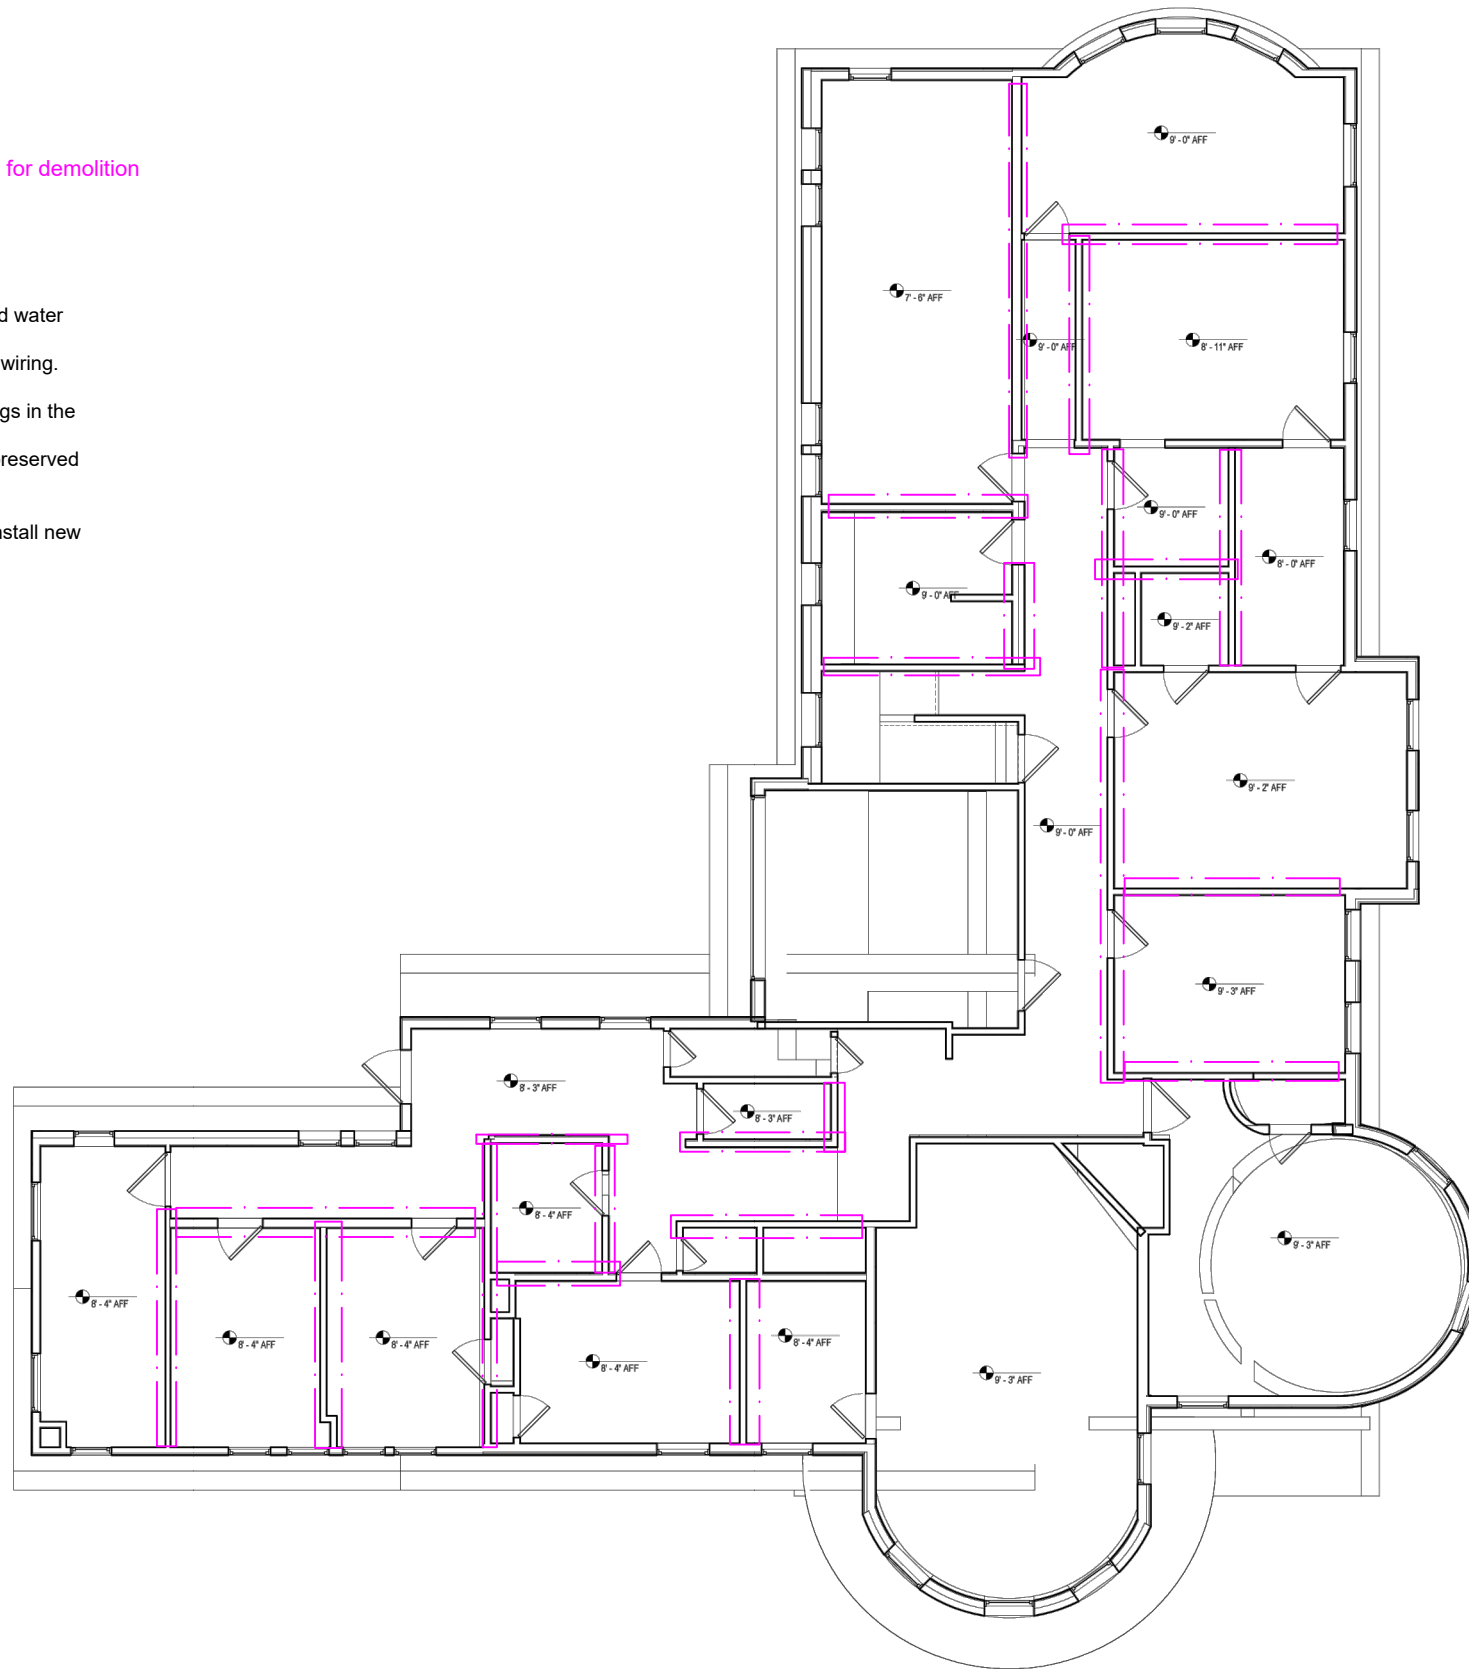 for demolition
d water
wiring.
gs in the
reserved
nstall new
9' - 0" AFF
7' - 6" AFF
9' - 0" AFF
8' - 11" AFF
9' - 0" AFF
8' - 0" AFF
9' - 0" AFF
9' - 2" AFF
9' - 2" AFF
9' - 0" AFF
9' - 3" AFF
8' - 3" AFF
8' - 3" AFF
8' - 4" AFF
9' - 3" AFF
8' - 4" AFF
8' - 4" AFF
8' - 4" AFF
8' - 4" AFF
8' - 4" AFF
9' - 3" AFF